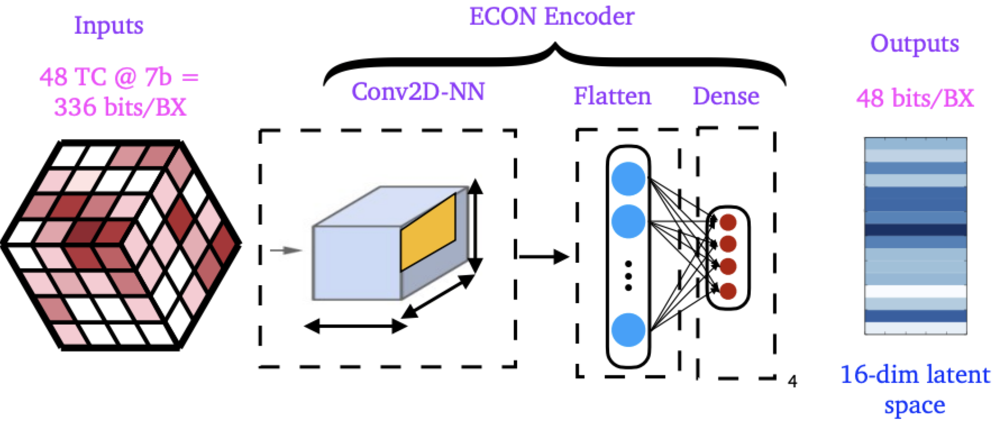 Inputs
48 TC @ 7b =
336 bits/BX
ECON Encoder
Conv2D-NN
Flatten
Dense
4
Outputs
48 bits/BX
16-dim latent
space